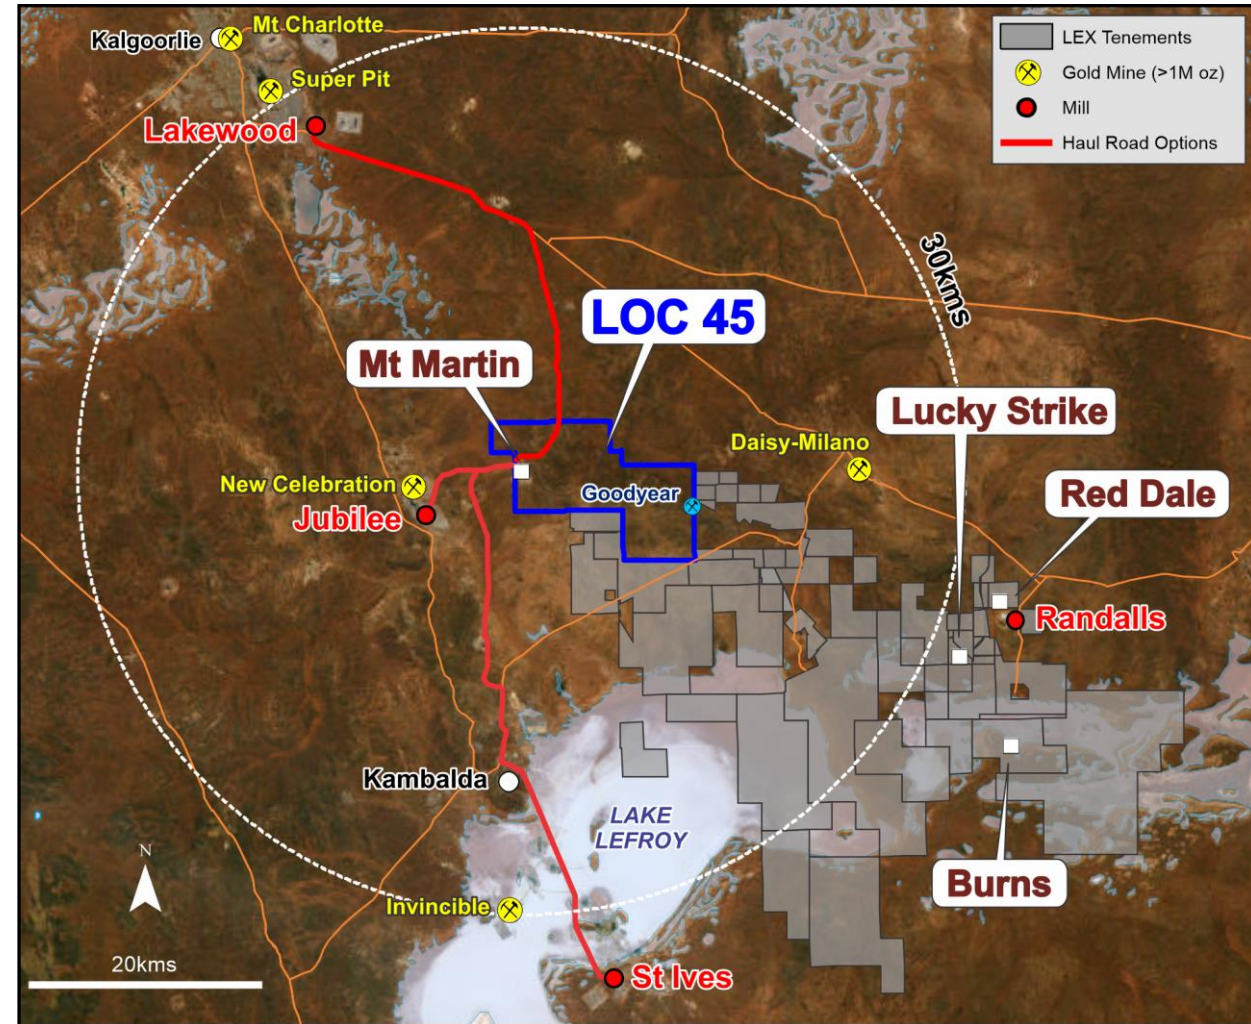 Kalgoorlie
Mt Charlotte
Super Pit
Lakewood
LEX Tenements
Gold Mine (>1M oz)
Mill
Haul Road Options
30kms
LOC 45
Mt Martin
Lucky Strike
Daisy-Milano
New Celebration
Goodyear
Red Dale
Jubilee
Randalls
Kambalda
LAKE
LEFROY
Burns
N
Invincible
20kms
St Ives